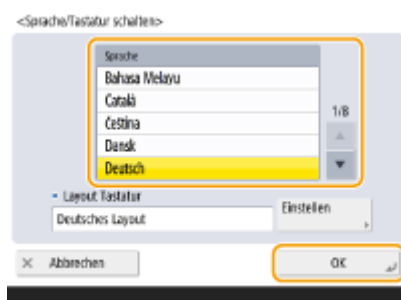 <Sprache/Tastatur schalten>
Sprache
Bahasa Melayu
Català
Čeština
Dansk
Deutsch
1/8
Layout Tastatur
Deutsches Layout
Einstellen
Abbrechen
OK